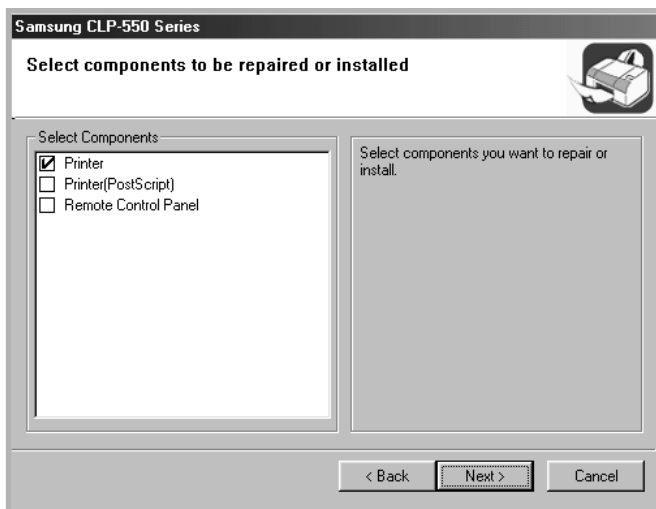 Samsung CLP-550 Series
Select components to be repaired or installed
Select Components
Printer
Printer(PostScript)
Remote Control Panel
Select components you want to repair or
install.
< Back
Next >
Cancel